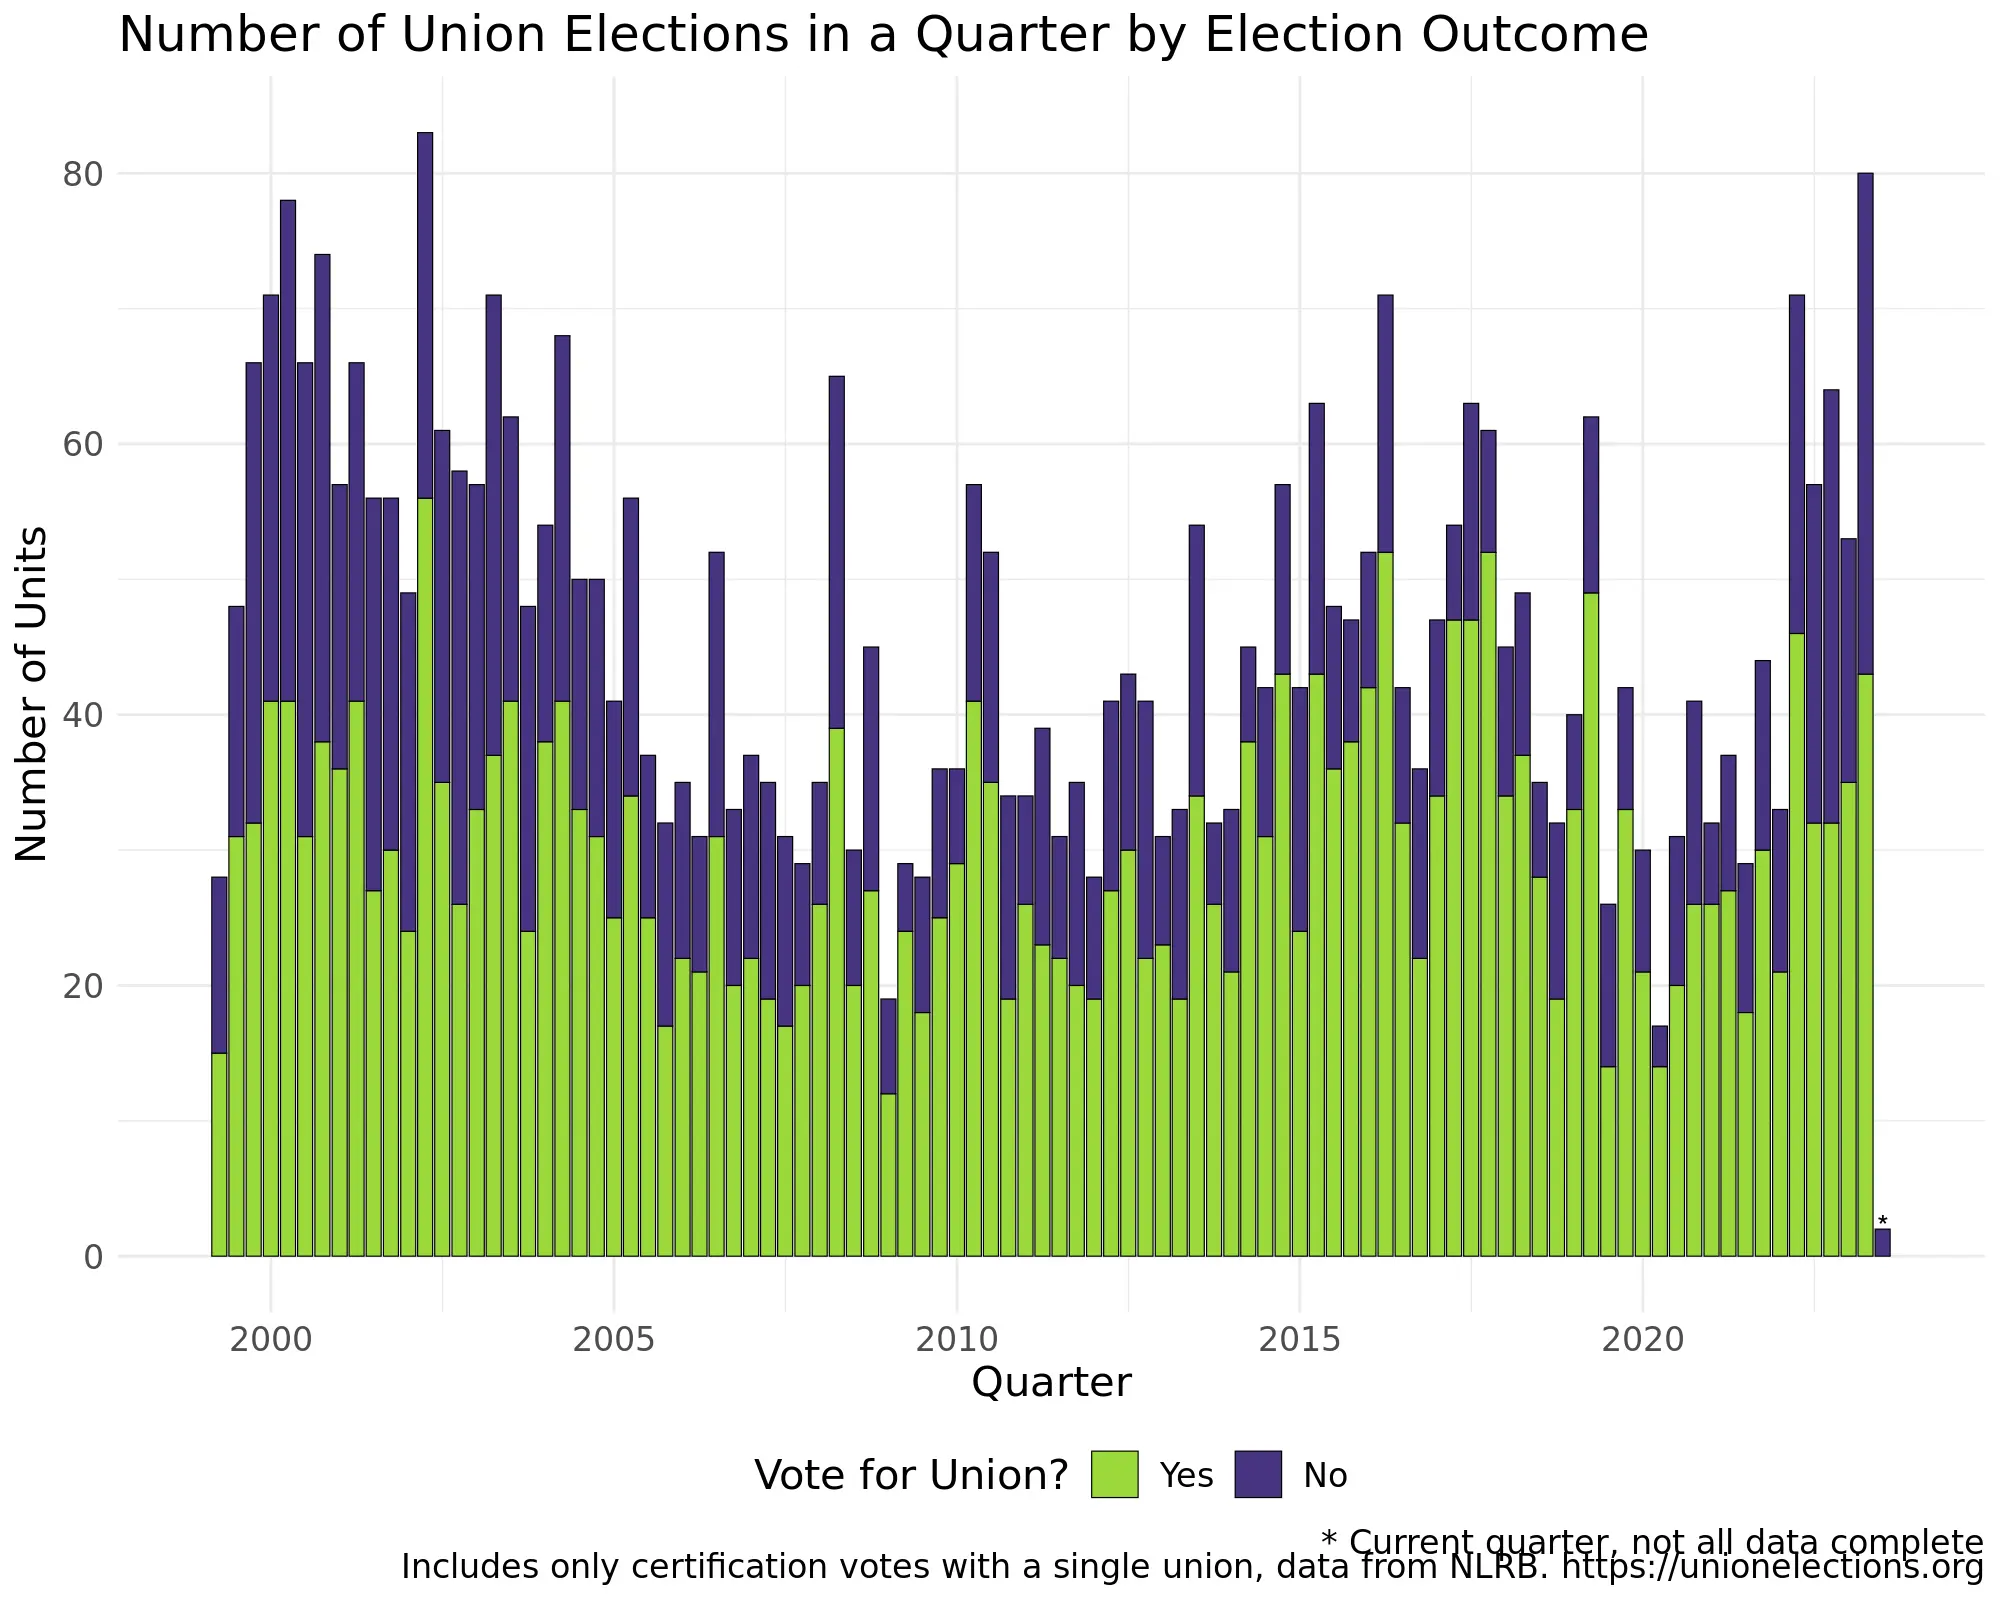 Number of Union Elections in a Quarter by Election Outcome
Number of Units
80
60
40
20
0
*
2000 2005 2010 2015 2020
Quarter
Vote for Union? Yes No
* Current quarter, not all data complete
Includes only certification votes with a single union, data from NLRB. https://unionelections.org